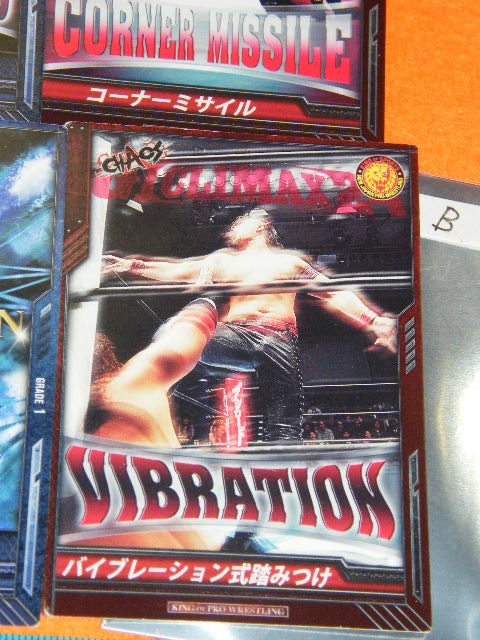 CORNER MISSILE
コーナーミサイル
CHAOS
CLIMAX 21
B
GRADE 1
VIBRATION
バイブレーション式踏みつけ
KING OF PRO WRESTLING